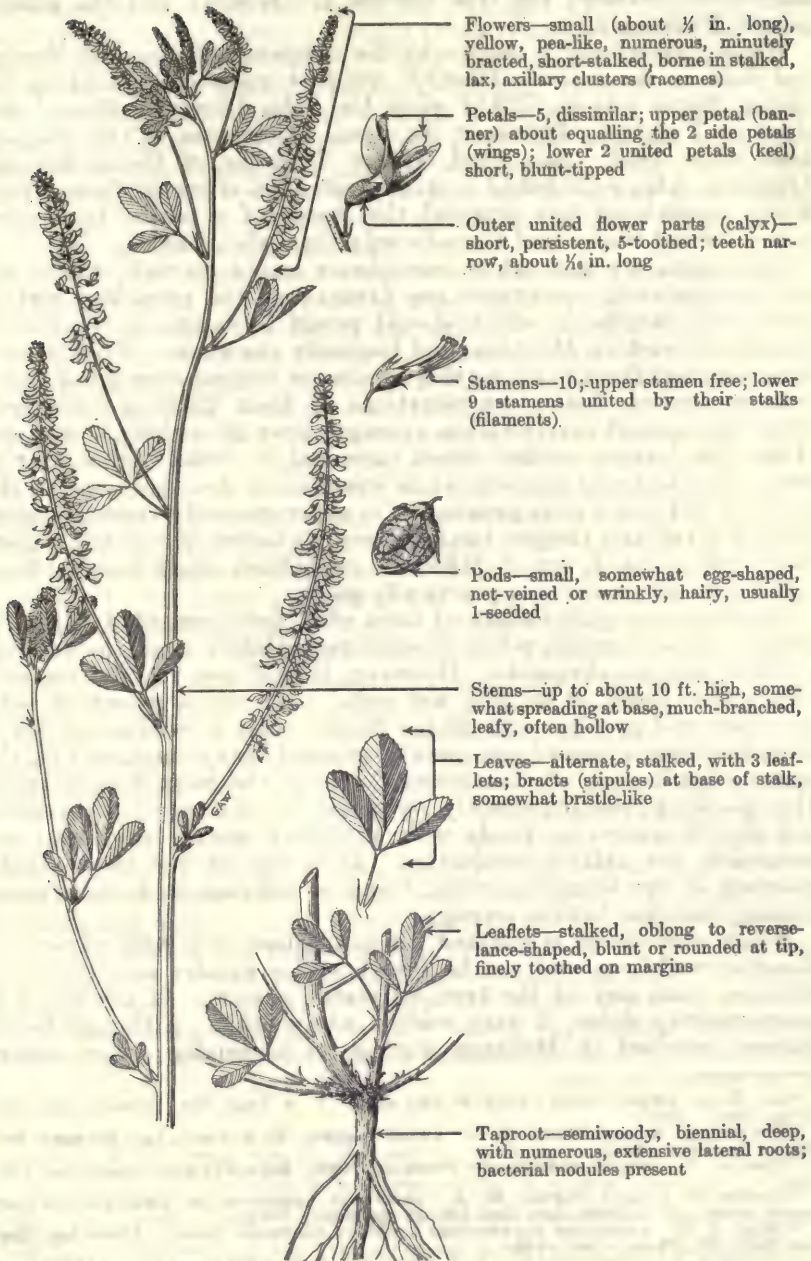 Flowers—small (about ¼ in. long),
yellow, pea-like, numerous, minutely
bracted, short-stalked, borne in stalked,
lax, axillary clusters (racemes)
Petals—5, dissimilar; upper petal (ban-
ner) about equalling the 2 side petals
(wings); lower 2 united petals (keel)
short, blunt-tipped
Outer united flower parts (calyx)—
short, persistent, 5-toothed; teeth nar-
row, about 1/16 in. long
Stamens—10; upper stamen free; lower
9 stamens united by their stalks
(filaments).
Pods—small, somewhat egg-shaped,
net-veined or wrinkly, hairy, usually
1-seeded
Stems—up to about 10 ft. high, some-
what spreading at base, much-branched,
leafy, often hollow
GAW
Leaves—alternate, stalked, with 3 leaf-
lets; bracts (stipules) at base of stalk,
somewhat bristle-like
Leaflets—stalked, oblong to reverse-
lance-shaped, blunt or rounded at tip,
finely toothed on margins
Taproot—semiwoody, biennial, deep,
with numerous, extensive lateral roots;
bacterial nodules present